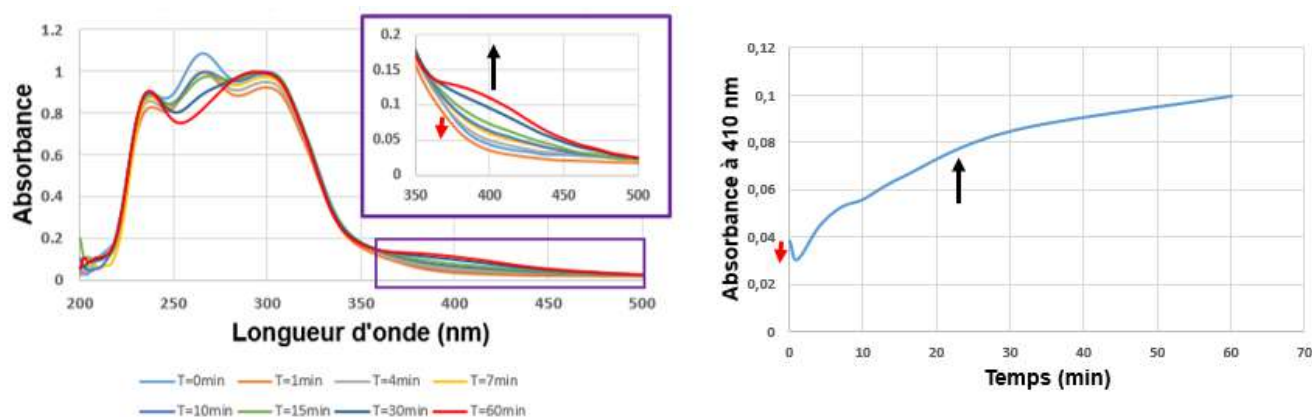 1.2
1
0.8
0.6
0.4
0.2
0
Absorbance
200 250 300 350 400 450 500
Longueur d'onde (nm)
0.2
0.15
0.1
0.05
0
350 400 450 500
T=0min T=1min T=4min T=7min
T=10min T=15min T=30min T=60min
0,12
0,1
0,08
0,06
0,04
0,02
0
Absorbance à 410 nm
0 10 20 30 40 50 60 70
Temps (min)